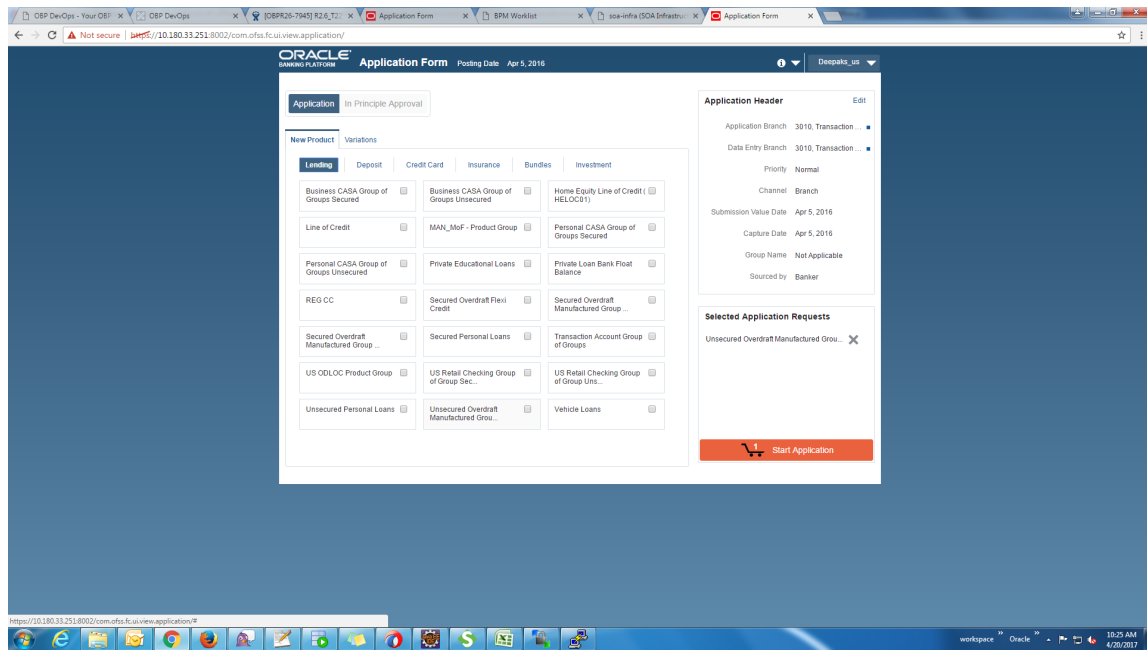 OBP DevOps - Your OBP
OBP DevOps
[OBPR26-7945] R2.6_T2
Application Form
BPM Worklist
soa-infra (SOA Infrastruc
Application Form
Not secure | https://10.180.33.251:8002/com.ofss.fc.ui.view.application/
ORACLE
BANKING PLATFORM
Application Form Posting Date Apr 5, 2016
Deepaks_us
Application In Principle Approval
New Product Variations
Lending Deposit Credit Card Insurance Bundles Investment
Business CASA Group of Groups Secured
Business CASA Group of Groups Unsecured
Home Equity Line of Credit ( HELOC01)
Line of Credit
MAN_MoF - Product Group
Personal CASA Group of Groups Secured
Personal CASA Group of Groups Unsecured
Private Educational Loans
Private Loan Bank Float Balance
REG CC
Secured Overdraft Flexi Credit
Secured Overdraft Manufactured Group ...
Secured Overdraft Manufactured Group ...
Secured Personal Loans
Transaction Account Group of Groups
US ODLOC Product Group
US Retail Checking Group of Group Sec...
US Retail Checking Group of Group Uns...
Unsecured Personal Loans
Unsecured Overdraft Manufactured Grou...
Vehicle Loans
Application Header Edit
Application Branch 3010, Transaction ...
Data Entry Branch 3010, Transaction ...
Priority Normal
Channel Branch
Submission Value Date Apr 5, 2016
Capture Date Apr 5, 2016
Group Name Not Applicable
Sourced by Banker
Selected Application Requests
Unsecured Overdraft Manufactured Grou...
1 Start Application
https://10.180.33.251:8002/com.ofss.fc.ui.view.application/#
workspace » Oracle »
10:25 AM
4/20/2017